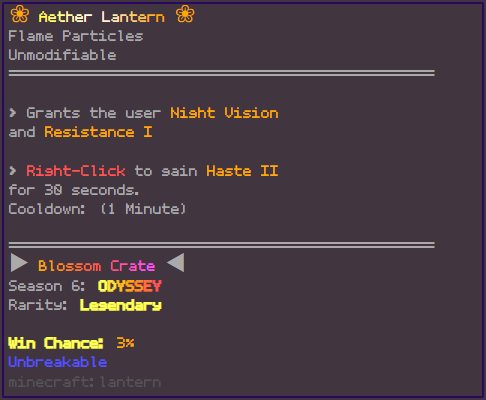 ❀ Aether Lantern ❀
Flame Particles
Unmodifiable
> Grants the user Night Vision
and Resistance I
> Right-Click to gain Haste II
for 30 seconds.
Cooldown: (1 Minute)
▶ Blossom Crate ◀
Season 6: ODYSSEY
Rarity: Legendary
Win Chance: 3%
Unbreakable
minecraft:lantern